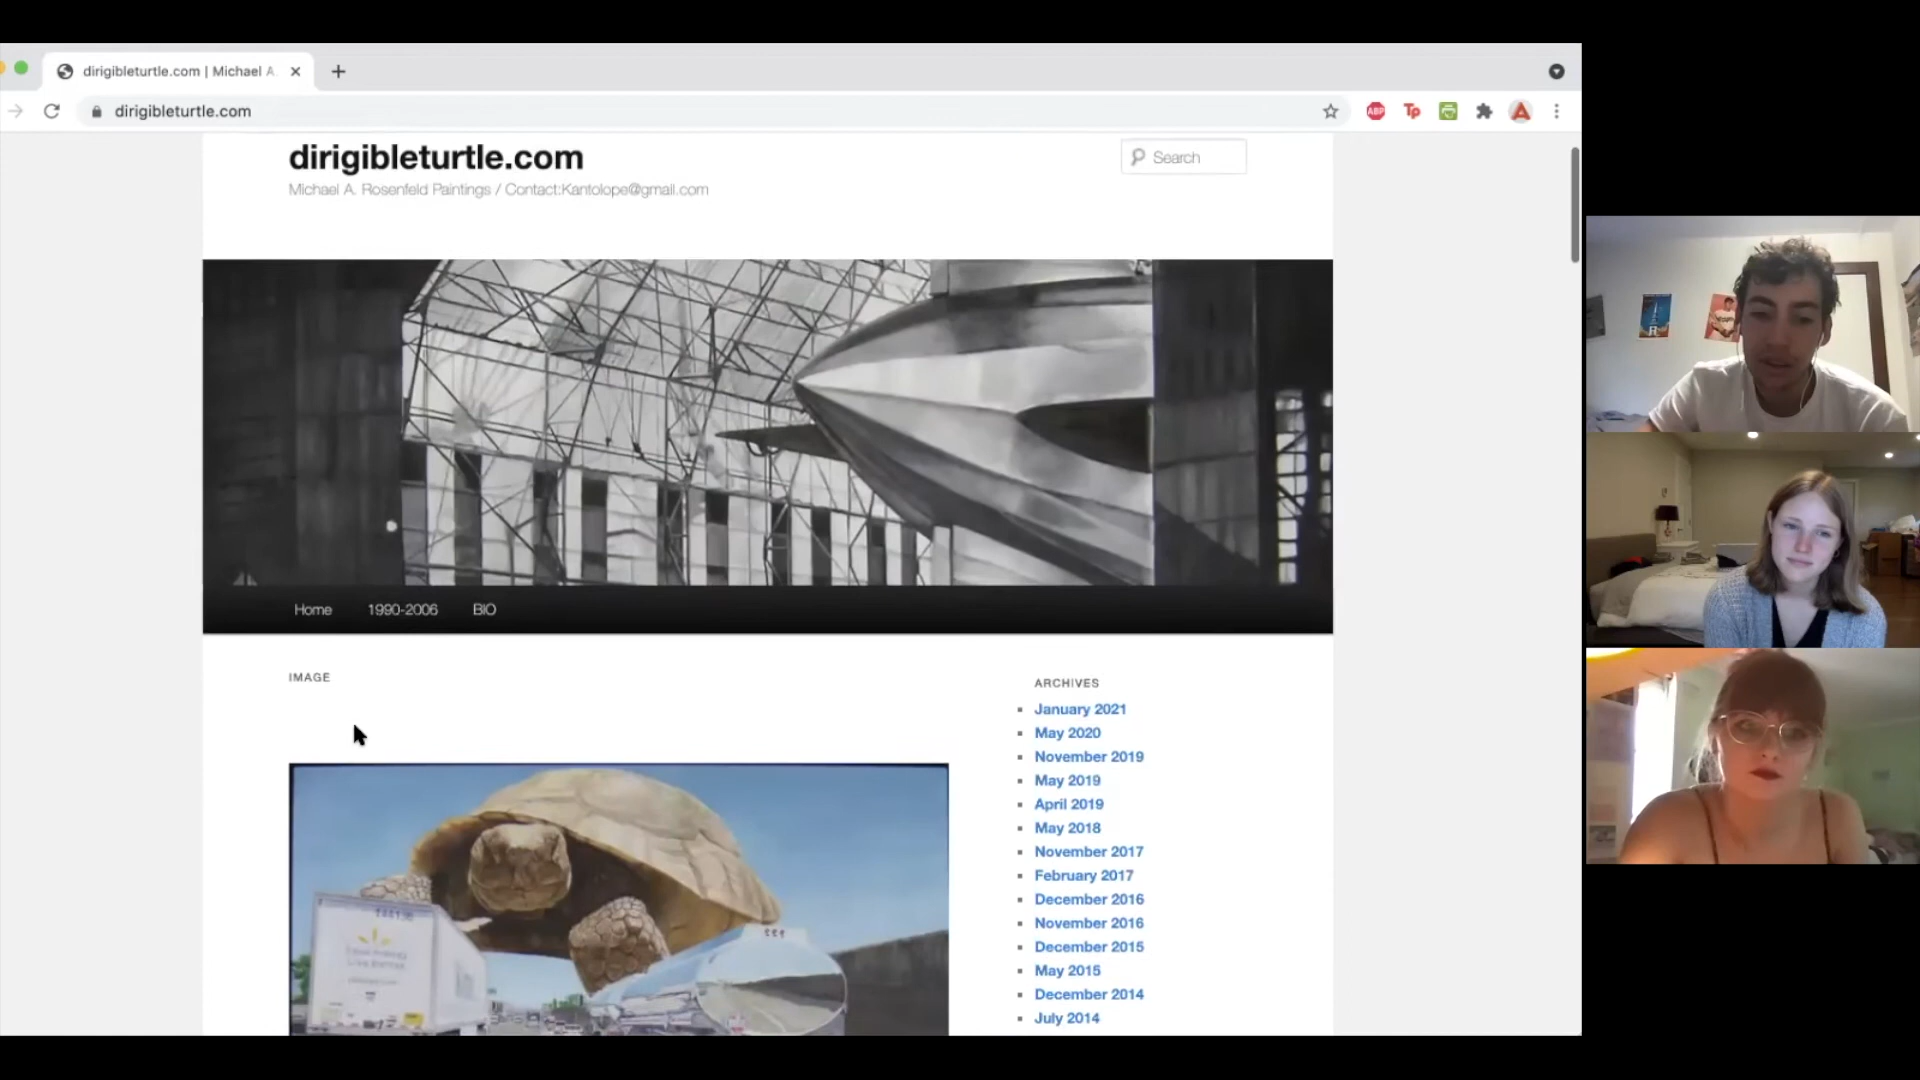 dirigibleturtle.com | Michael A.
dirigibleturtle.com
ABP
Tp
dirigibleturtle.com
Search
Michael A. Rosenfeld Paintings / Contact:Kantolope@gmail.com
Home 1990-2006 BIO
IMAGE
ARCHIVES
January 2021
May 2020
November 2019
May 2019
April 2019
May 2018
November 2017
February 2017
December 2016
November 2016
December 2015
May 2015
December 2014
July 2014